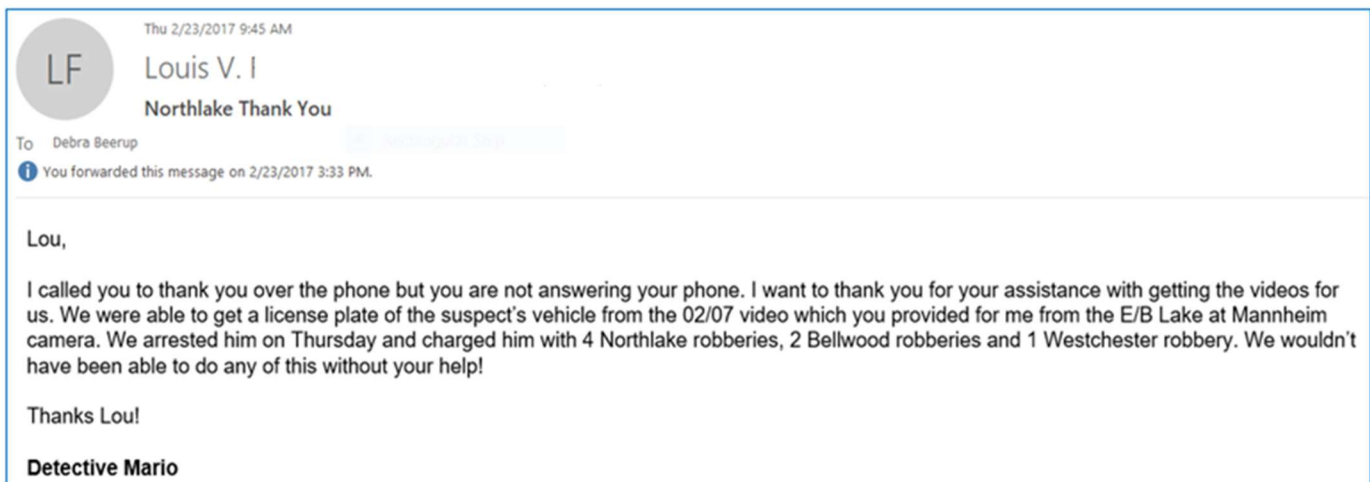 Thu 2/23/2017 9:45 AM
LF
Louis V.
Northlake Thank You
To Debra Beerup
i You forwarded this message on 2/23/2017 3:33 PM.
Lou,
I called you to thank you over the phone but you are not answering your phone. I want to thank you for your assistance with getting the videos for
us. We were able to get a license plate of the suspect's vehicle from the 02/07 video which you provided for me from the E/B Lake at Mannheim
camera. We arrested him on Thursday and charged him with 4 Northlake robberies, 2 Bellwood robberies and 1 Westchester robbery. We wouldn't
have been able to do any of this without your help!
Thanks Lou!
Detective Mario